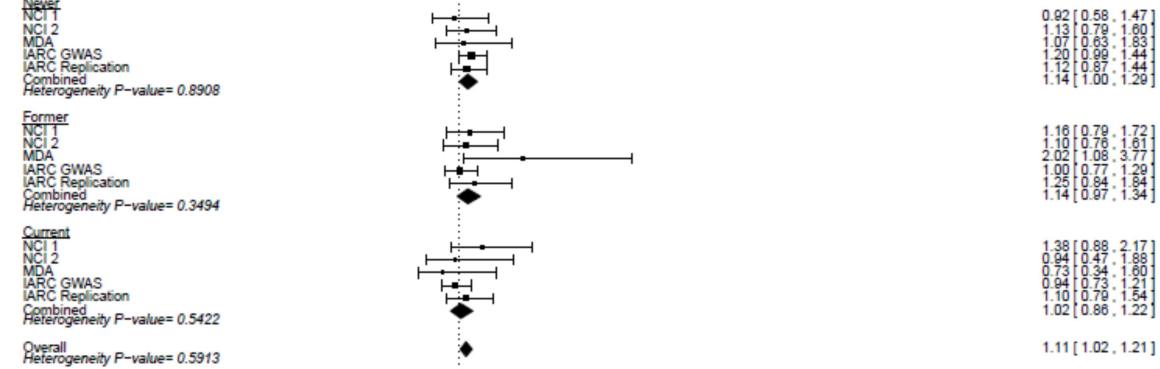 Never
NCI 1 0.92 [ 0.58 , 1.47 ]
NCI 2 1.13 [ 0.79 , 1.60 ]
MDA 1.07 [ 0.63 , 1.83 ]
IARC GWAS 1.20 [ 0.99 , 1.44 ]
IARC Replication 1.12 [ 0.87 , 1.44 ]
Combined 1.14 [ 1.00 , 1.29 ]
Heterogeneity P−value= 0.8908
Former
NCI 1 1.16 [ 0.79 , 1.72 ]
NCI 2 1.10 [ 0.76 , 1.61 ]
MDA 2.02 [ 1.08 , 3.77 ]
IARC GWAS 1.00 [ 0.77 , 1.29 ]
IARC Replication 1.25 [ 0.84 , 1.84 ]
Combined 1.14 [ 0.97 , 1.34 ]
Heterogeneity P−value= 0.3494
Current
NCI 1 1.38 [ 0.88 , 2.17 ]
NCI 2 0.94 [ 0.47 , 1.88 ]
MDA 0.73 [ 0.34 , 1.60 ]
IARC GWAS 0.94 [ 0.73 , 1.21 ]
IARC Replication 1.10 [ 0.79 , 1.54 ]
Combined 1.02 [ 0.86 , 1.22 ]
Heterogeneity P−value= 0.5422
Overall 1.11 [ 1.02 , 1.21 ]
Heterogeneity P−value= 0.5913